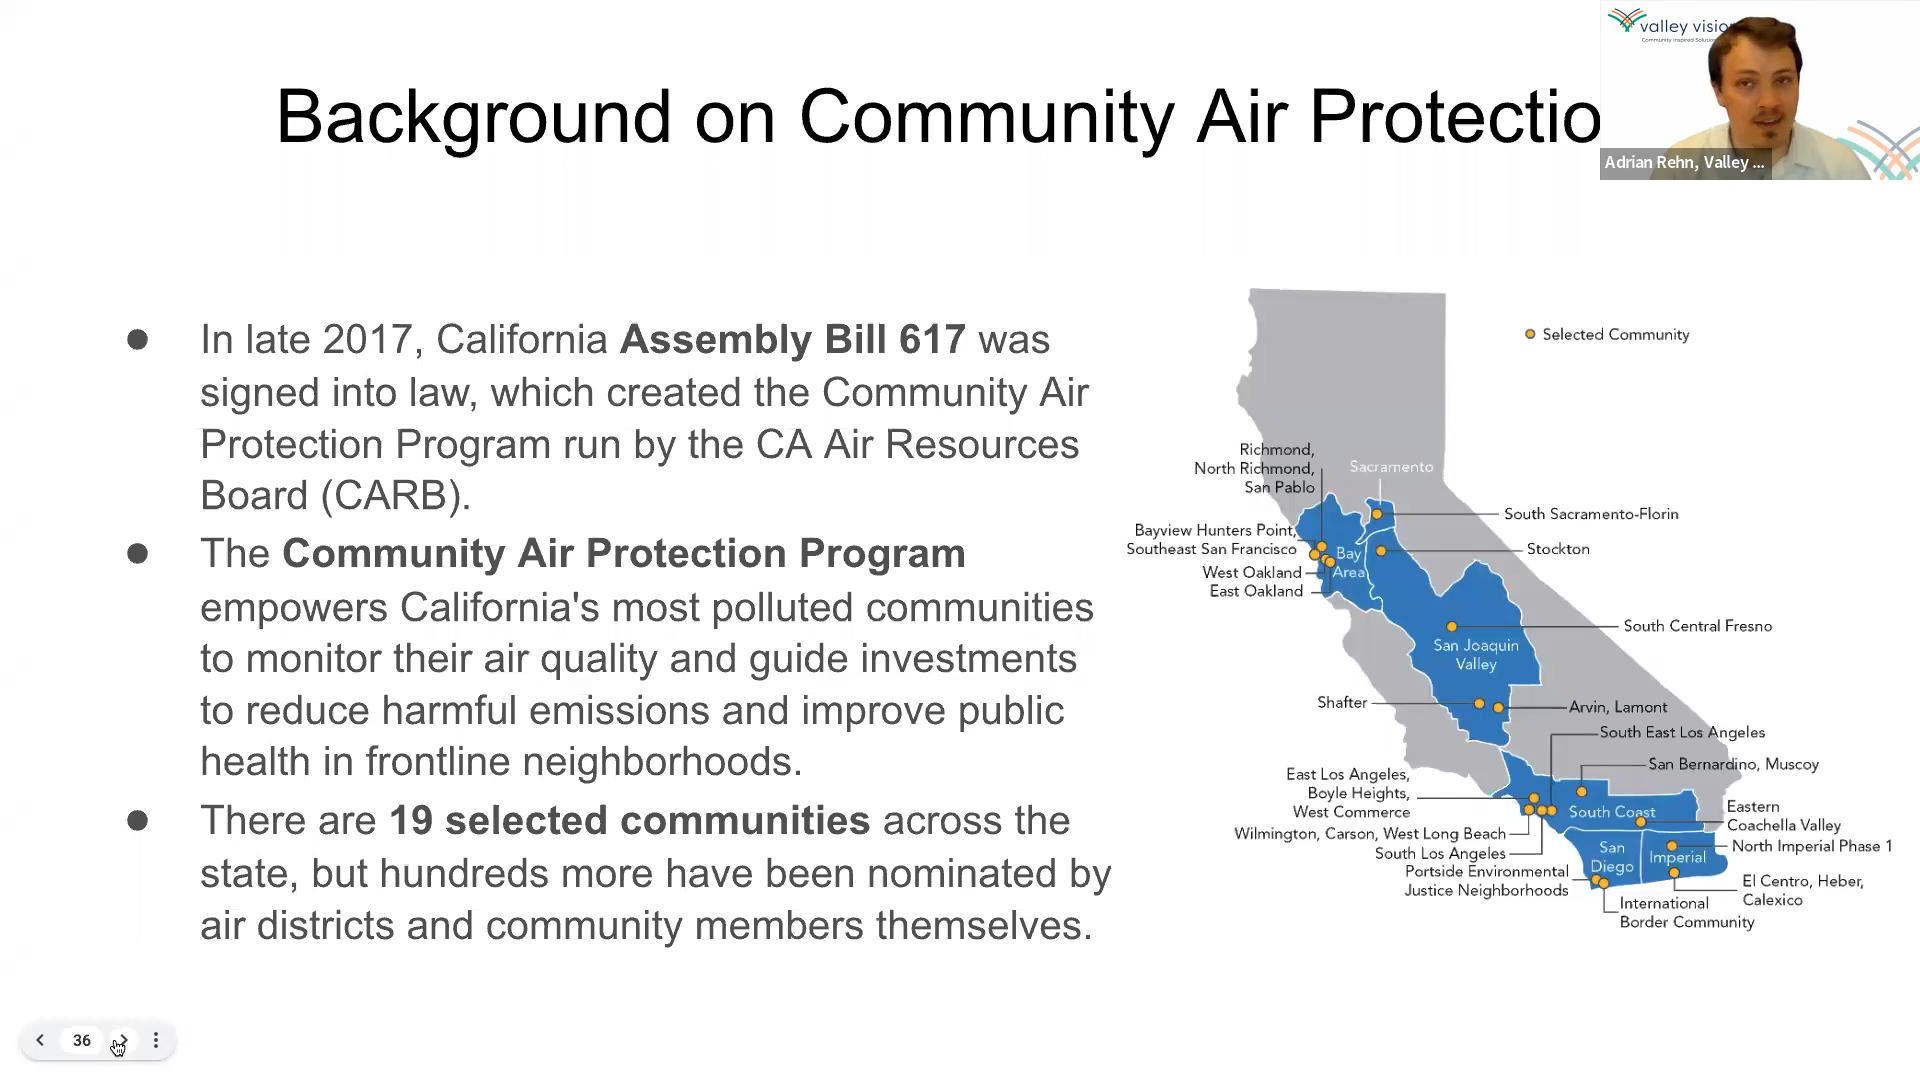 valley visio
Community Inspired Solutio
Background on Community Air Protectio
Adrian Rehn, Valley ...
● In late 2017, California Assembly Bill 617 was
signed into law, which created the Community Air
Protection Program run by the CA Air Resources
Board (CARB).
● The Community Air Protection Program
empowers California's most polluted communities
to monitor their air quality and guide investments
to reduce harmful emissions and improve public
health in frontline neighborhoods.
● There are 19 selected communities across the
state, but hundreds more have been nominated by
air districts and community members themselves.
Selected Community
Richmond,
North Richmond,
San Pablo
Sacramento
South Sacramento-Florin
Bayview Hunters Point,
Southeast San Francisco
Stockton
Bay
Area
West Oakland
East Oakland
South Central Fresno
San Joaquin
Valley
Shafter
Arvin, Lamont
South East Los Angeles
San Bernardino, Muscoy
East Los Angeles,
Boyle Heights,
West Commerce
South Coast
Eastern
Coachella Valley
Wilmington, Carson, West Long Beach
North Imperial Phase 1
South Los Angeles
San
Diego
Imperial
Portside Environmental
Justice Neighborhoods
El Centro, Heber,
Calexico
International
Border Community
36